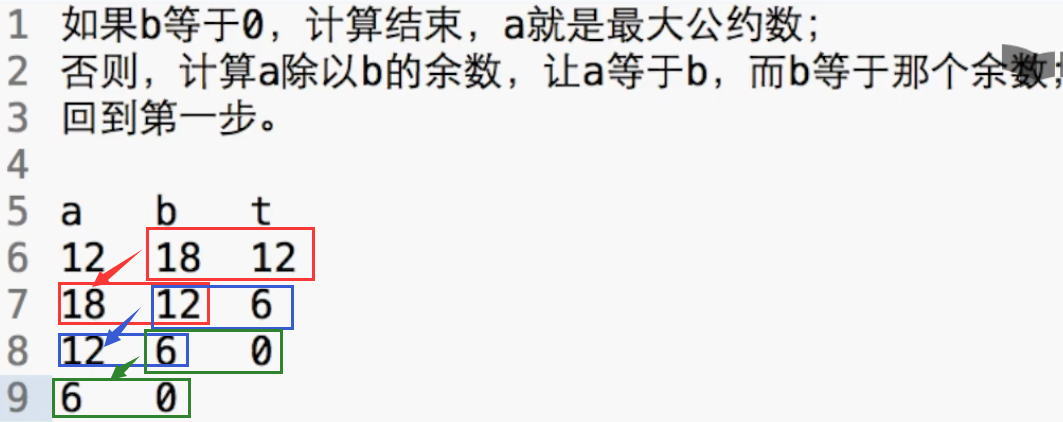 1 如果b等于0，计算结束，a就是最大公约数；
2 否则，计算a除以b的余数，让a等于b，而b等于那个余数；
3 回到第一步。
4
5 a b t
6 12 18 12
7 18 12 6
8 12 6 0
9 6 0